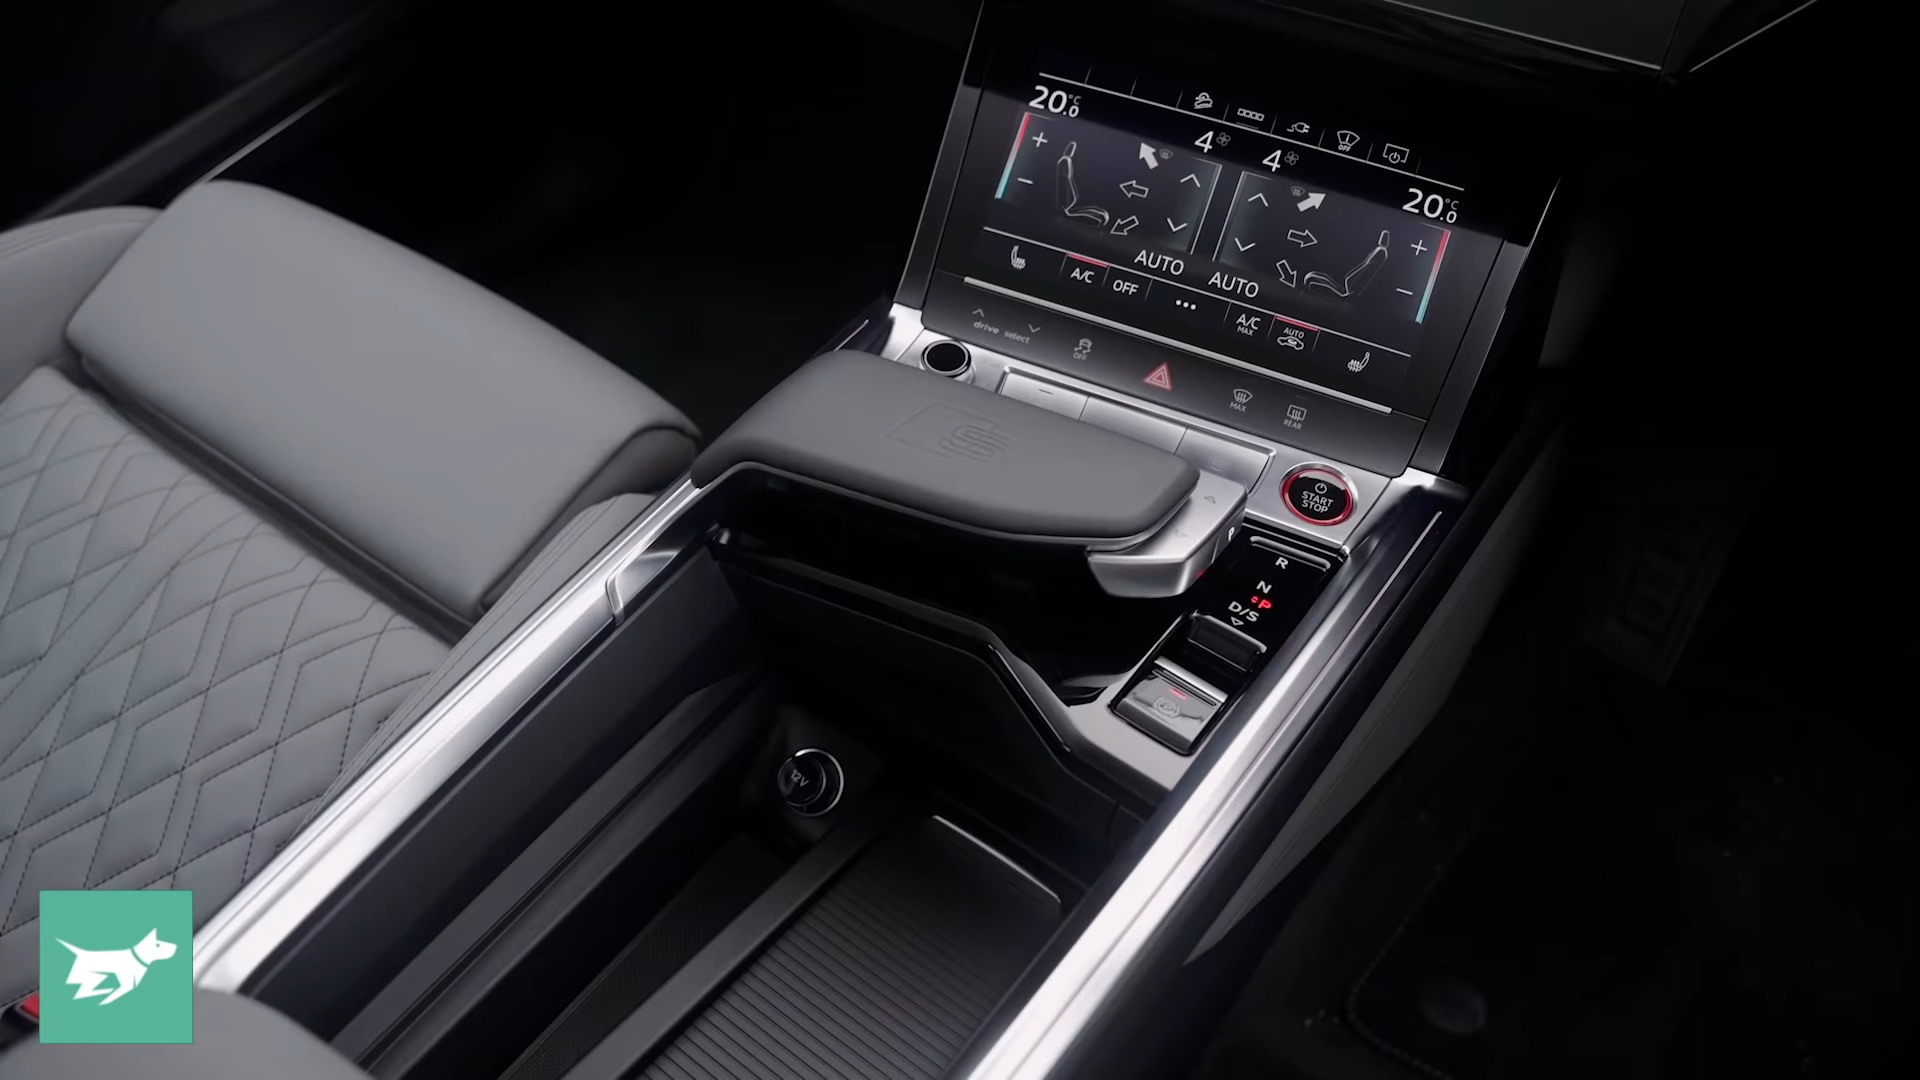 20.0°C
4
4
OFF
20.0°C
AUTO
AUTO
A/C
OFF
A/C
MAX
AUTO
drive select
OFF
MAX
REAR
START
STOP
P
R
N
P
D/S
S
12V